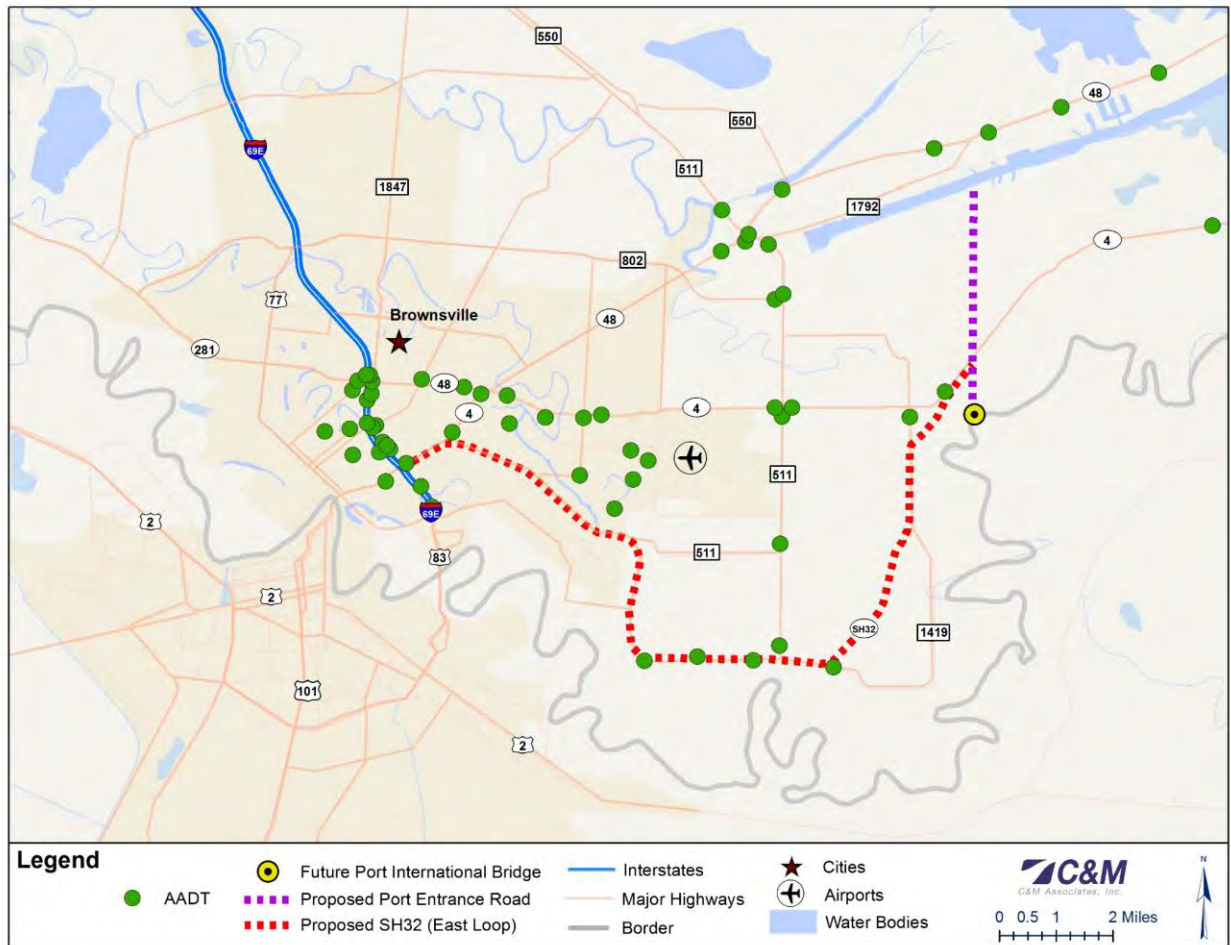 550
48
550
69E
511
1847
1792
4
802
77
Brownsville
48
281
48
4
4
511
2
69E
83
511
2
SH32
1419
101
2
Legend
AADT
Future Port International Bridge
Proposed Port Entrance Road
Proposed SH32 (East Loop)
Interstates
Major Highways
Border
Cities
Airports
Water Bodies
C&M
C&M Associates, Inc.
N
0 0.5 1 2 Miles